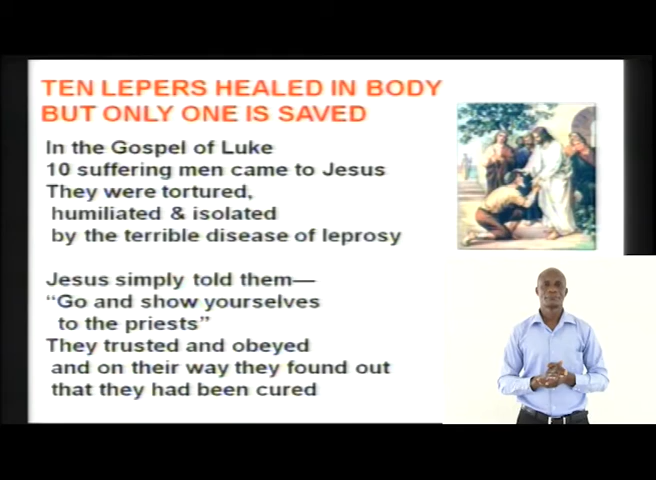 TEN LEPERS HEALED IN BODY
BUT ONLY ONE IS SAVED
In the Gospel of Luke
10 suffering men came to Jesus
They were tortured,
humiliated & isolated
by the terrible disease of leprosy
Jesus simply told them—
“Go and show yourselves
to the priests”
They trusted and obeyed
and on their way they found out
that they had been cured